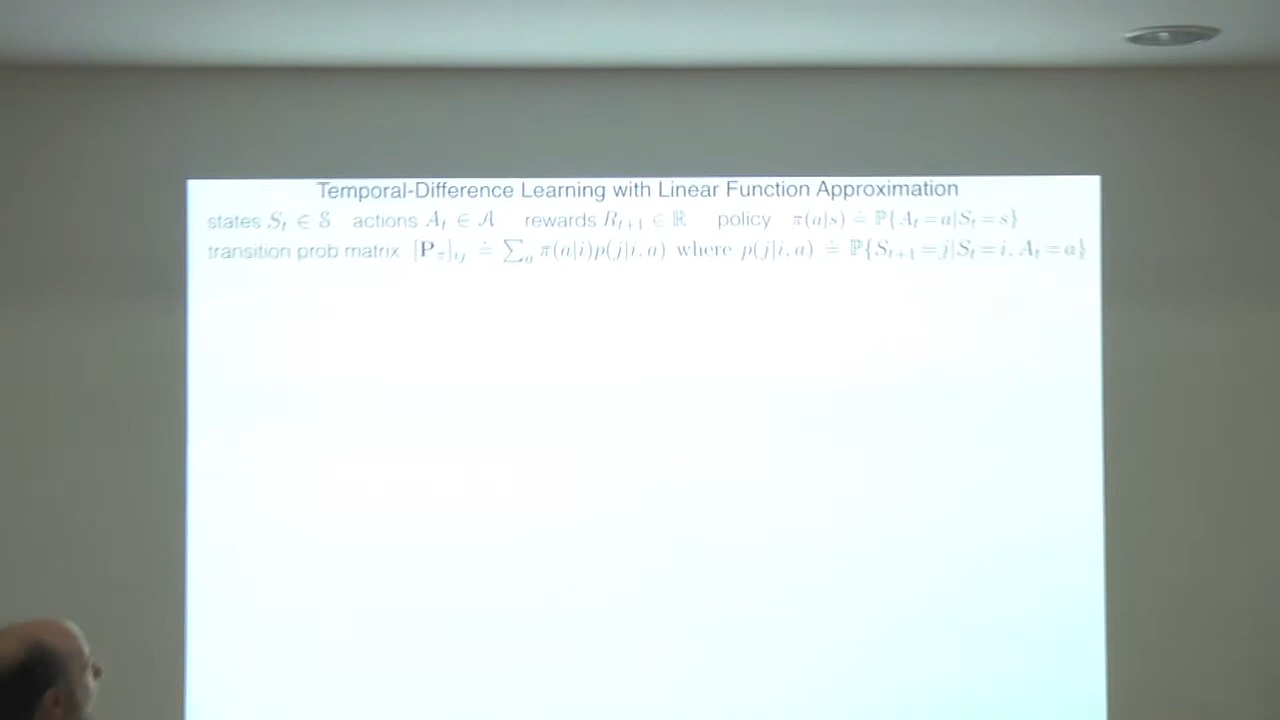 Temporal-Difference Learning with Linear Function Approximation
states S_t ∈ 𝕊 actions A_t ∈ 𝒜 rewards R_{t+1} ∈ ℝ policy π(a|s) ≐ ℙ{A_t=a|S_t=s}
transition prob matrix [𝐏_π]_{ij} ≐ ∑_a π(a|i)p(j|i,a) where p(j|i,a) ≐ ℙ{S_{t+1}=j|S_t=i, A_t=a}